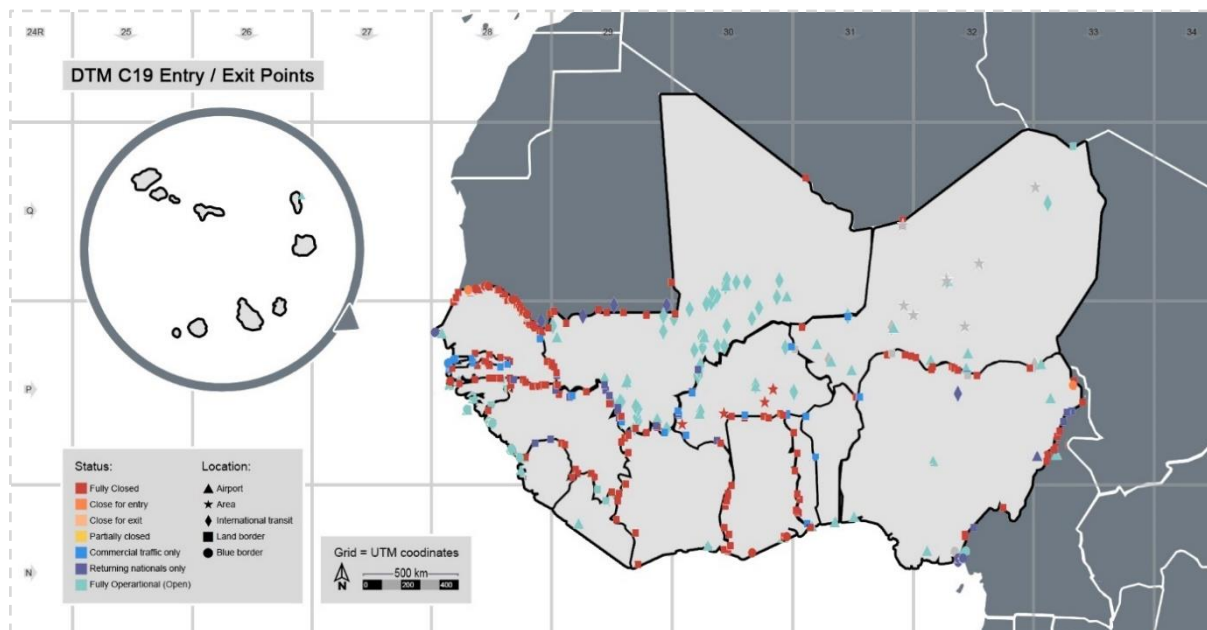 24R 25 26 27 28 29 30 31 32 33 34
DTM C19 Entry / Exit Points
Q
P
N
Status:
Fully Closed
Close for entry
Close for exit
Partially closed
Commercial traffic only
Returning nationals only
Fully Operartional (Open)
Location:
Airport
Area
International transit
Land border
Blue border
Grid = UTM coodinates
N
500 km
0 200 400